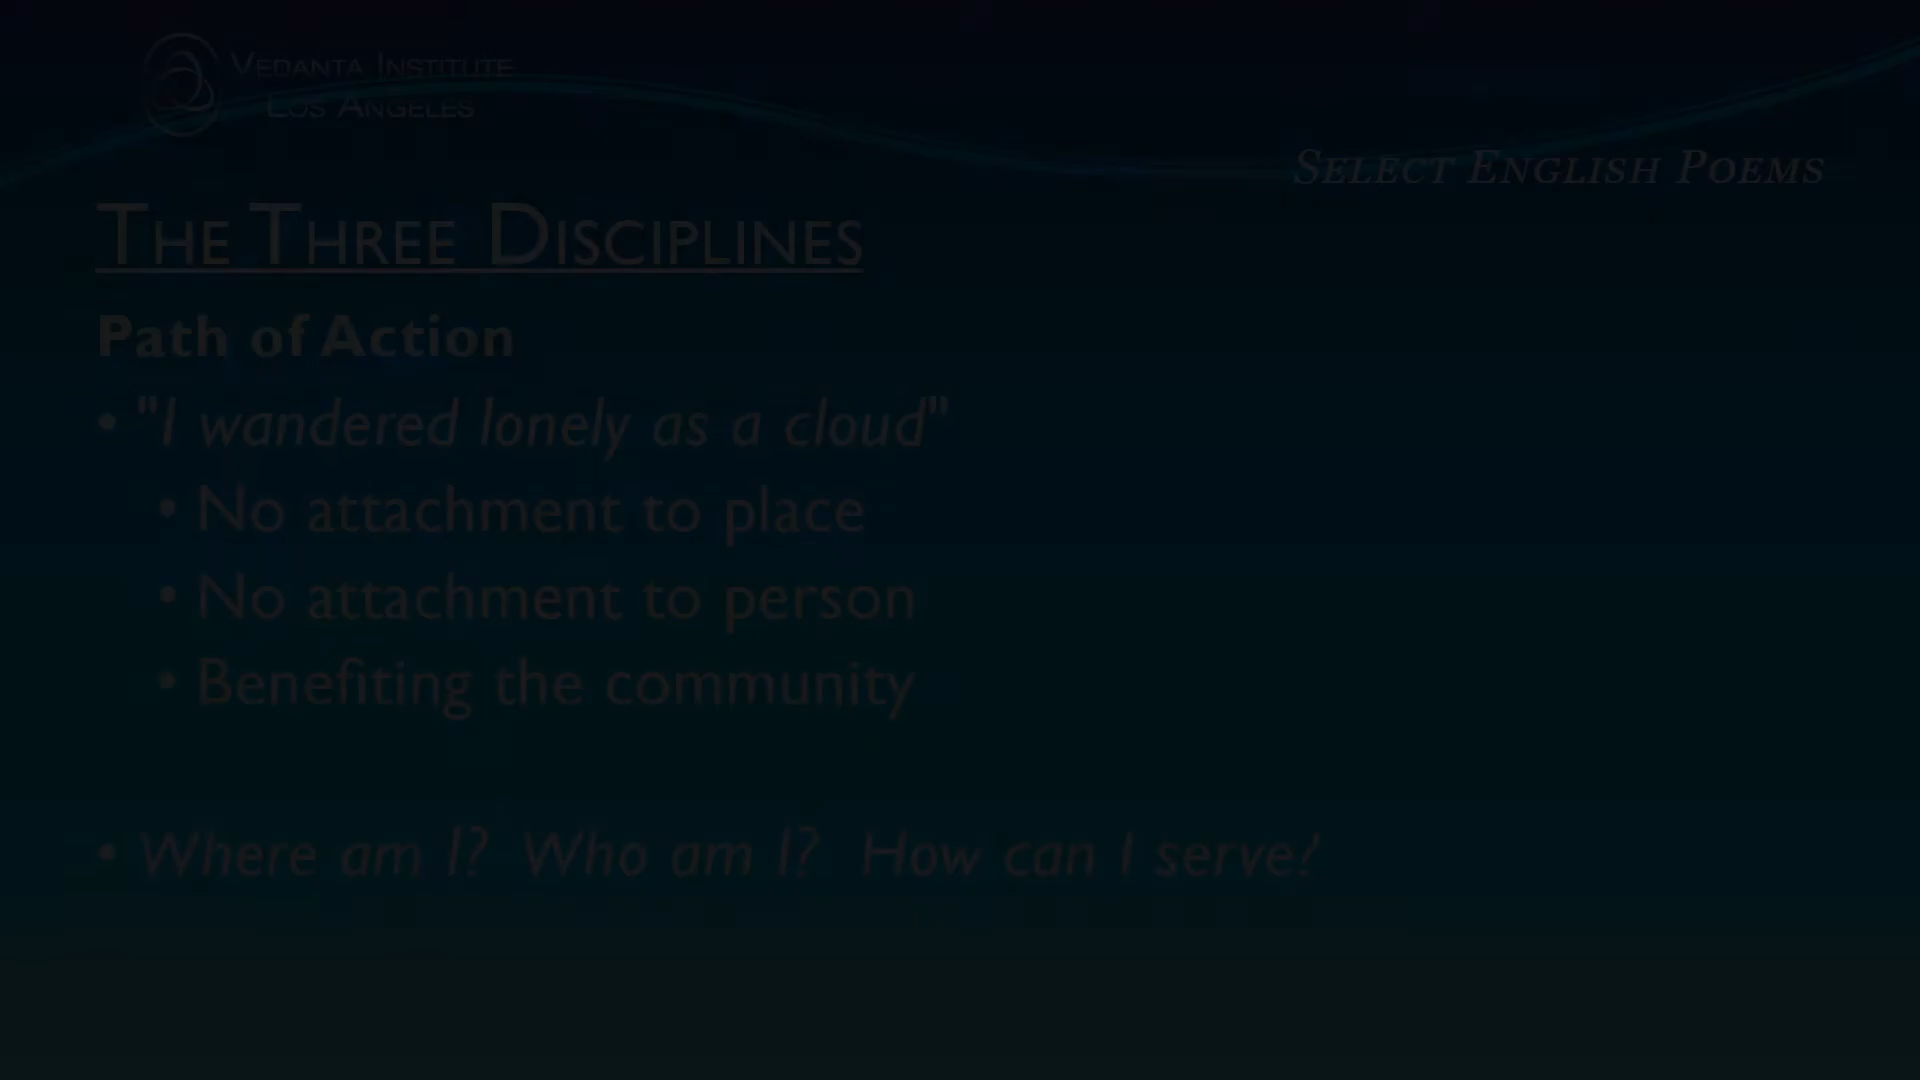 VEDANTA INSTITUTE
LOS ANGELES
SELECT ENGLISH POEMS
THE THREE DISCIPLINES
Path of Action
• "I wandered lonely as a cloud"
• No attachment to place
• No attachment to person
• Benefiting the community
• Where am I? Who am I? How can I serve?